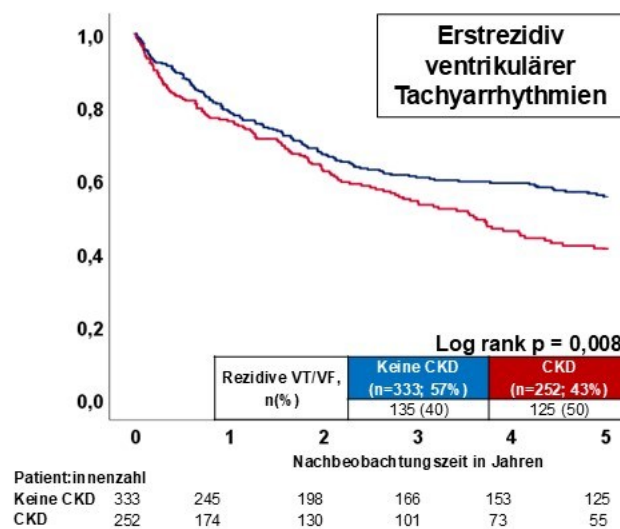 Erstrezidiv
ventrikulärer
Tachyarrhythmien
1,0
0,8
0,6
0,4
0,2
0,0
Log rank p = 0,008
Rezidive VT/VF,
n(%)
Keine CKD
(n=333; 57%)
CKD
(n=252; 43%)
135 (40)
125 (50)
0 1 2 3 4 5
Nachbeobachtungszeit in Jahren
Patient:innenzahl
Keine CKD 333 245 198 166 153 125
CKD 252 174 130 101 73 55